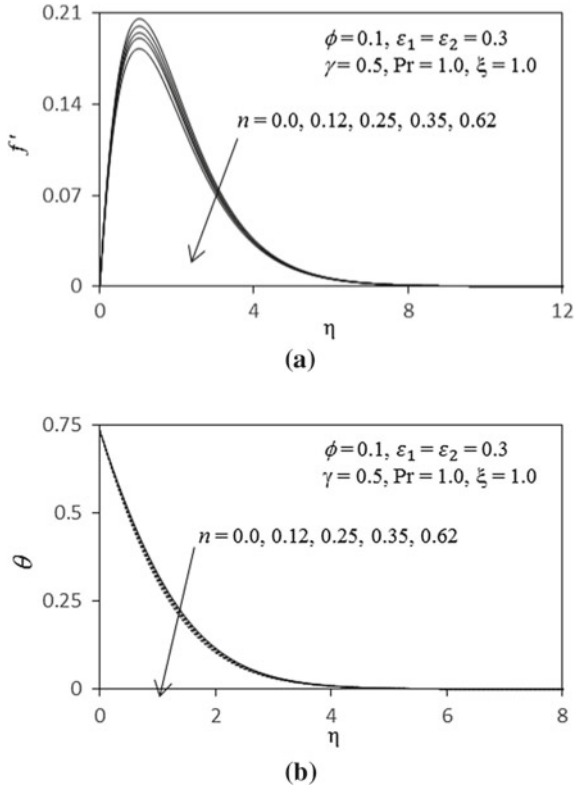 0.21
ϕ = 0.1, ε₁ = ε₂ = 0.3
γ = 0.5, Pr = 1.0, ξ = 1.0
0.14
n = 0.0, 0.12, 0.25, 0.35, 0.62
f'
0.07
0
0 4 8 12
η
(a)
0.75
ϕ = 0.1, ε₁ = ε₂ = 0.3
γ = 0.5, Pr = 1.0, ξ = 1.0
0.5
n = 0.0, 0.12, 0.25, 0.35, 0.62
θ
0.25
0
0 2 4 6 8
η
(b)